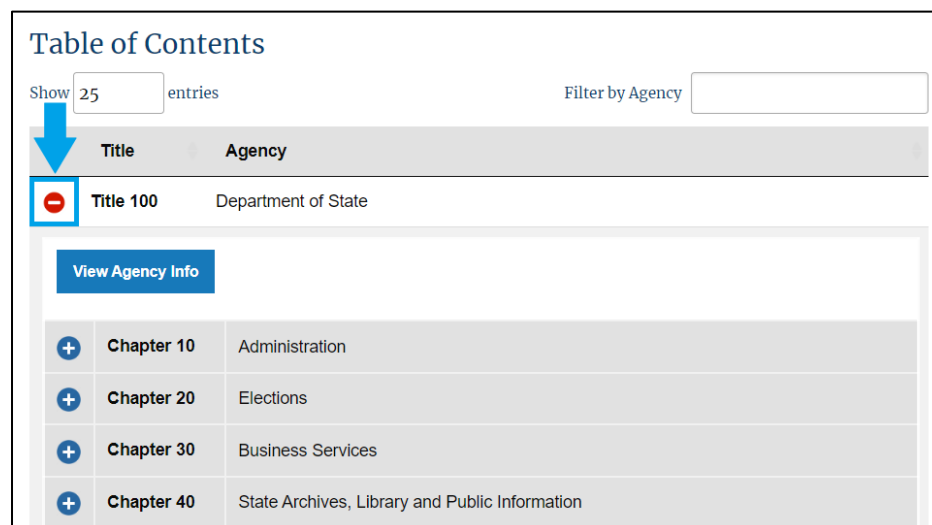 Table of Contents
Show 25 entries Filter by Agency
Title Agency
Title 100 Department of State
View Agency Info
Chapter 10 Administration
Chapter 20 Elections
Chapter 30 Business Services
Chapter 40 State Archives, Library and Public Information